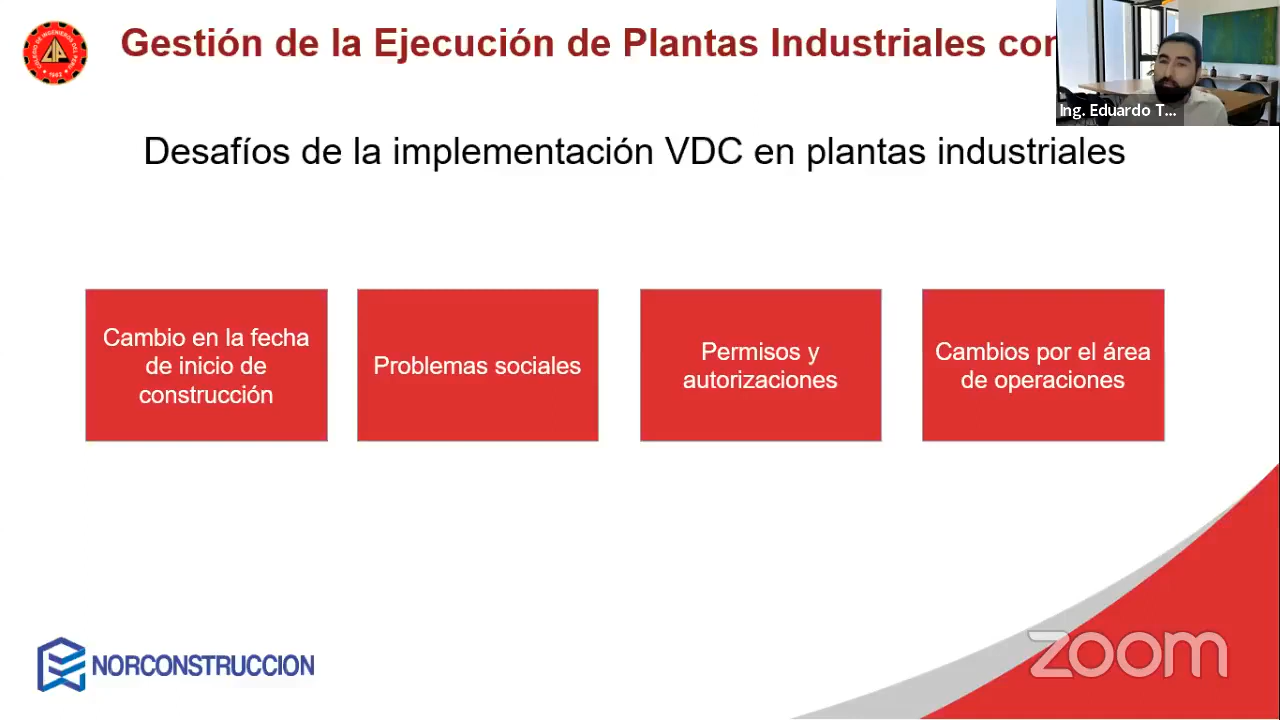 Gestión de la Ejecución de Plantas Industriales con
Ing. Eduardo T...
Desafíos de la implementación VDC en plantas industriales
Cambio en la fecha
de inicio de
construcción
Problemas sociales
Permisos y
autorizaciones
Cambios por el área
de operaciones
NORCONSTRUCCION
zoom